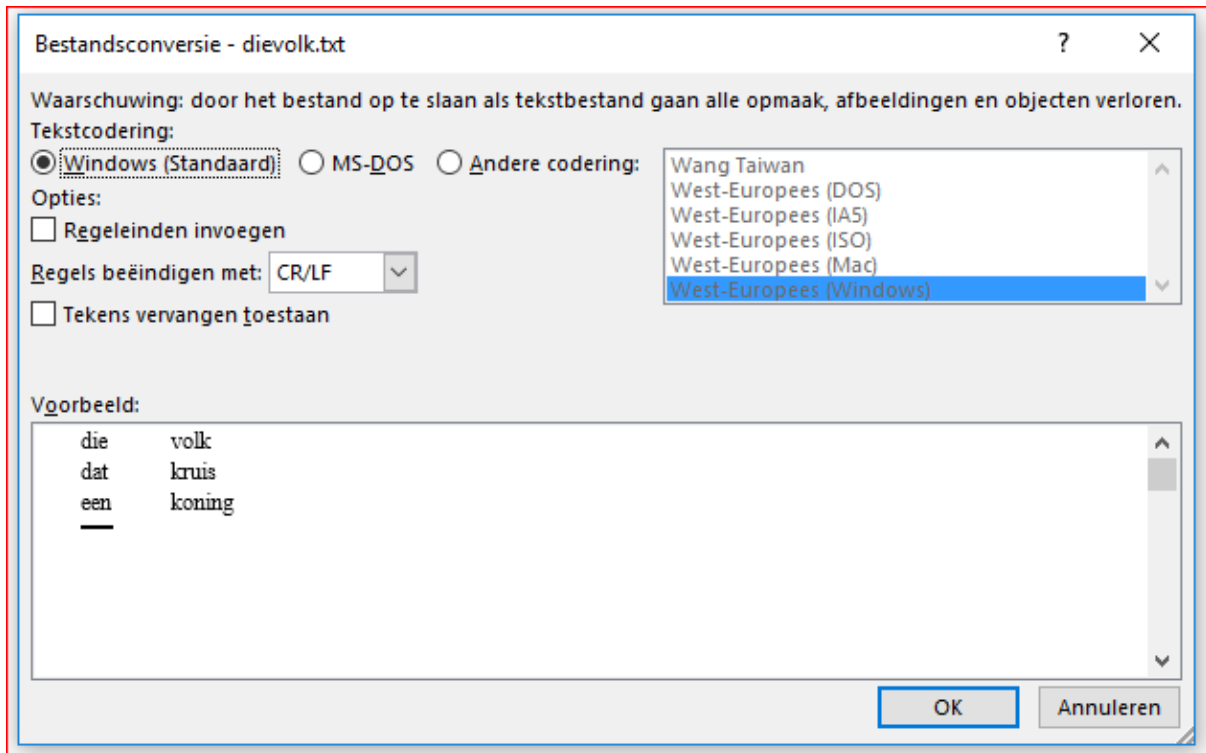 Bestandsconversie - dievolk.txt ?
Waarschuwing: door het bestand op te slaan als tekstbestand gaan alle opmaak, afbeeldingen en objecten verloren.
Tekstcodering:
Windows (Standaard) MS-DOS Andere codering:
Wang Taiwan
West-Europees (DOS)
West-Europees (IA5)
West-Europees (ISO)
West-Europees (Mac)
West-Europees (Windows)
Opties:
Regeleinden invoegen
Regels beëindigen met: CR/LF
Tekens vervangen toestaan
Voorbeeld:
die volk
dat kruis
een koning
OK Annuleren